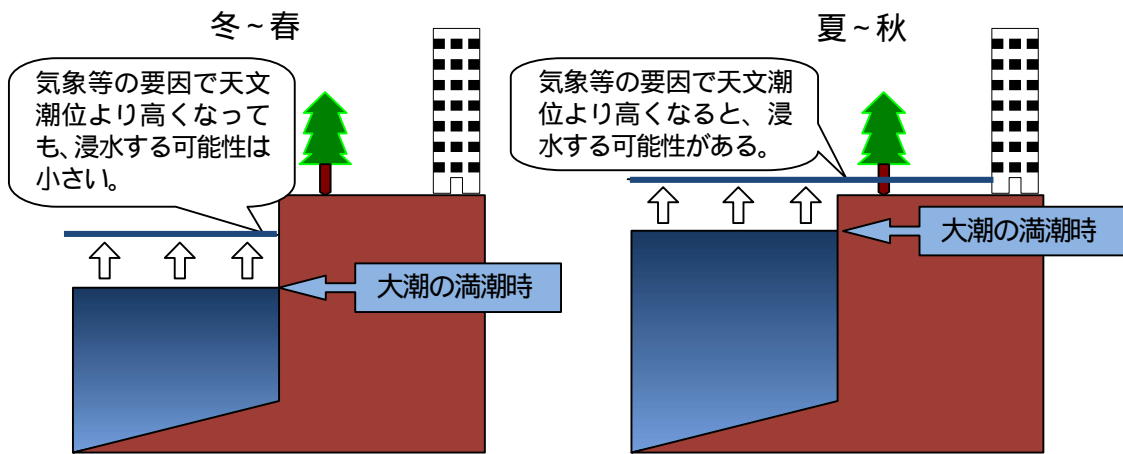 冬~春
気象等の要因で天文
潮位より高くなって
も、浸水する可能性は
小さい。
大潮の満潮時
夏~秋
気象等の要因で天文潮
位より高くなると、浸
水する可能性がある。
大潮の満潮時